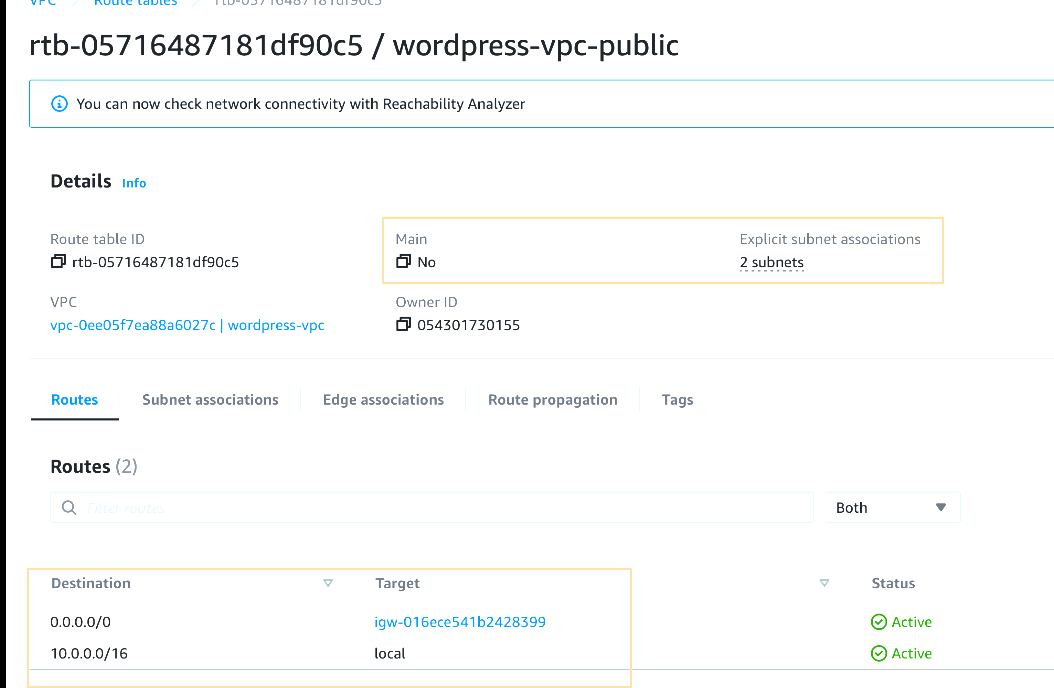 VPC Route tables rtb-05716487181df90c5
rtb-05716487181df90c5 / wordpress-vpc-public
You can now check network connectivity with Reachability Analyzer
Details Info
Route table ID
rtb-05716487181df90c5
Main
No
Explicit subnet associations
2 subnets
VPC
vpc-0ee05f7ea88a6027c | wordpress-vpc
Owner ID
054301730155
Routes Subnet associations Edge associations Route propagation Tags
Routes (2)
Filter routes
Both
Destination Target Status
0.0.0.0/0 igw-016ece541b2428399 Active
10.0.0.0/16 local Active